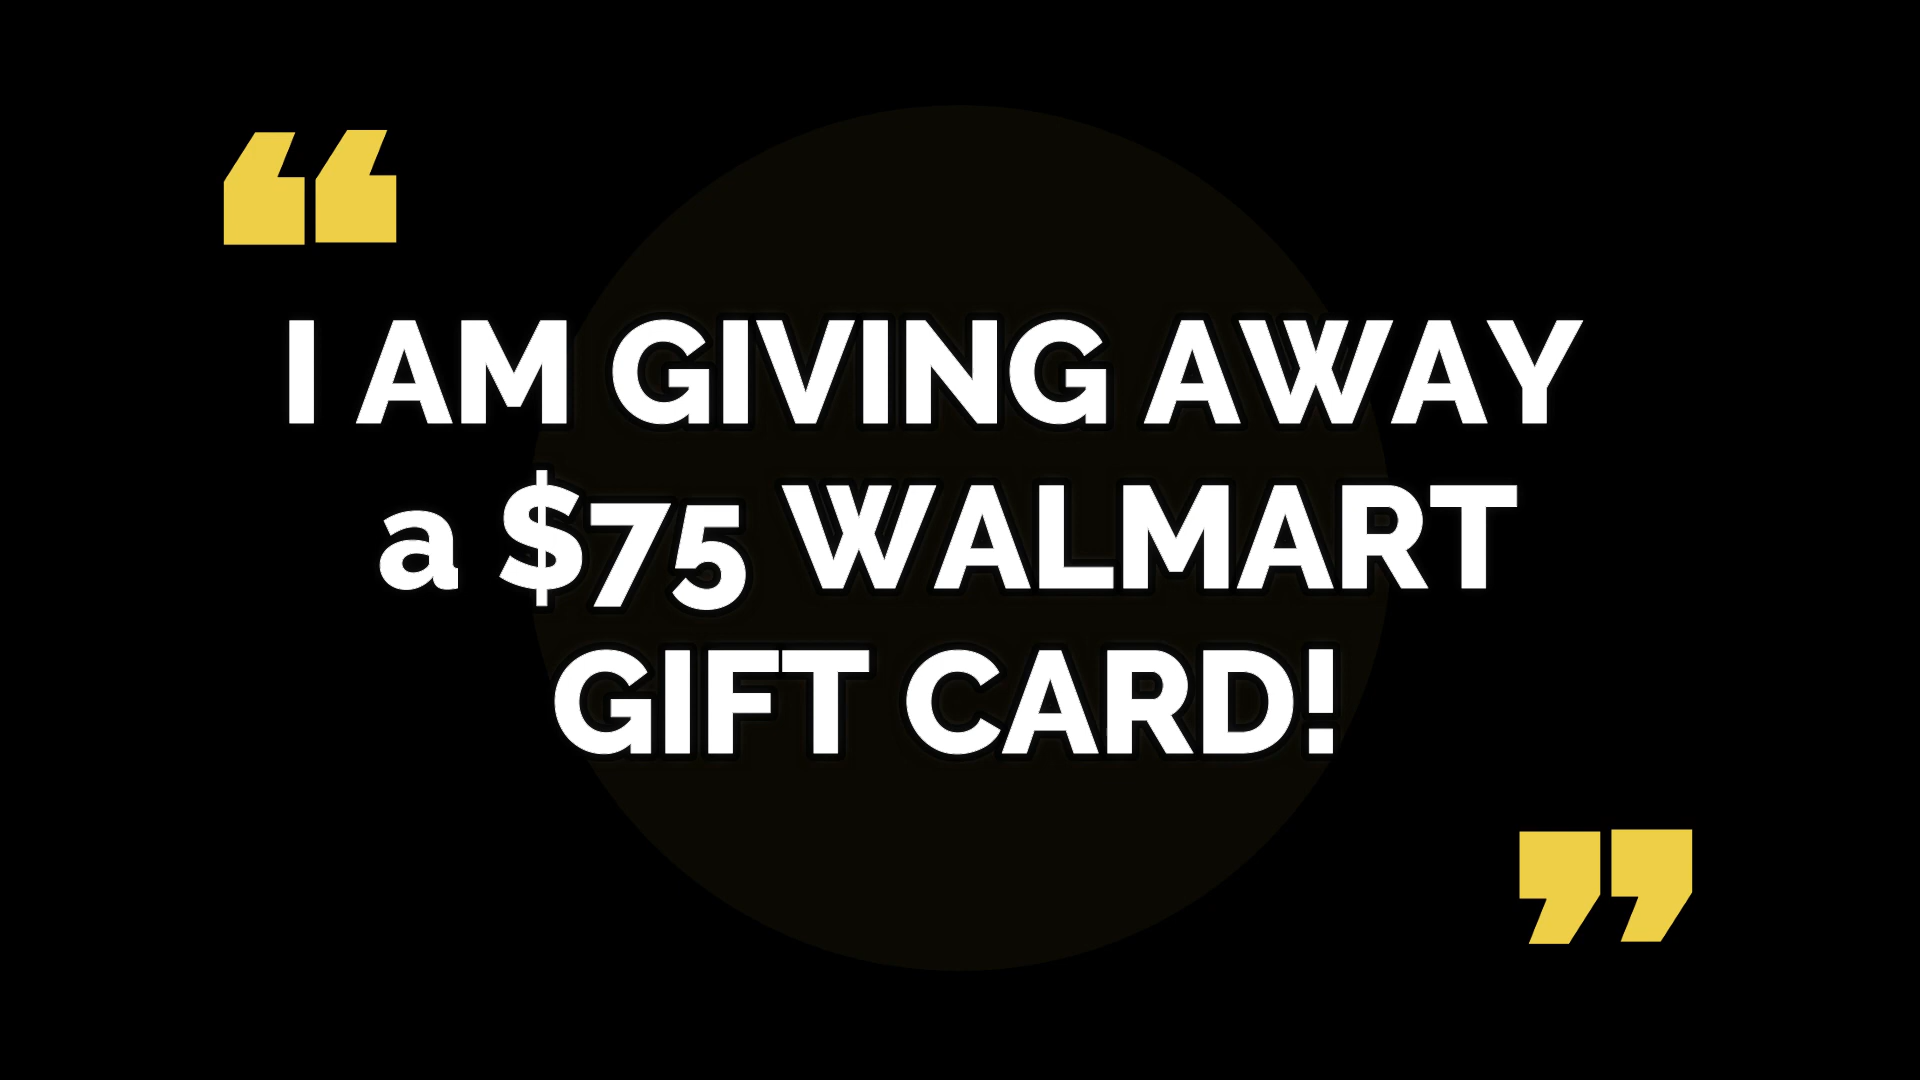 “
I AM GIVING AWAY
a $75 WALMART
GIFT CARD!
”